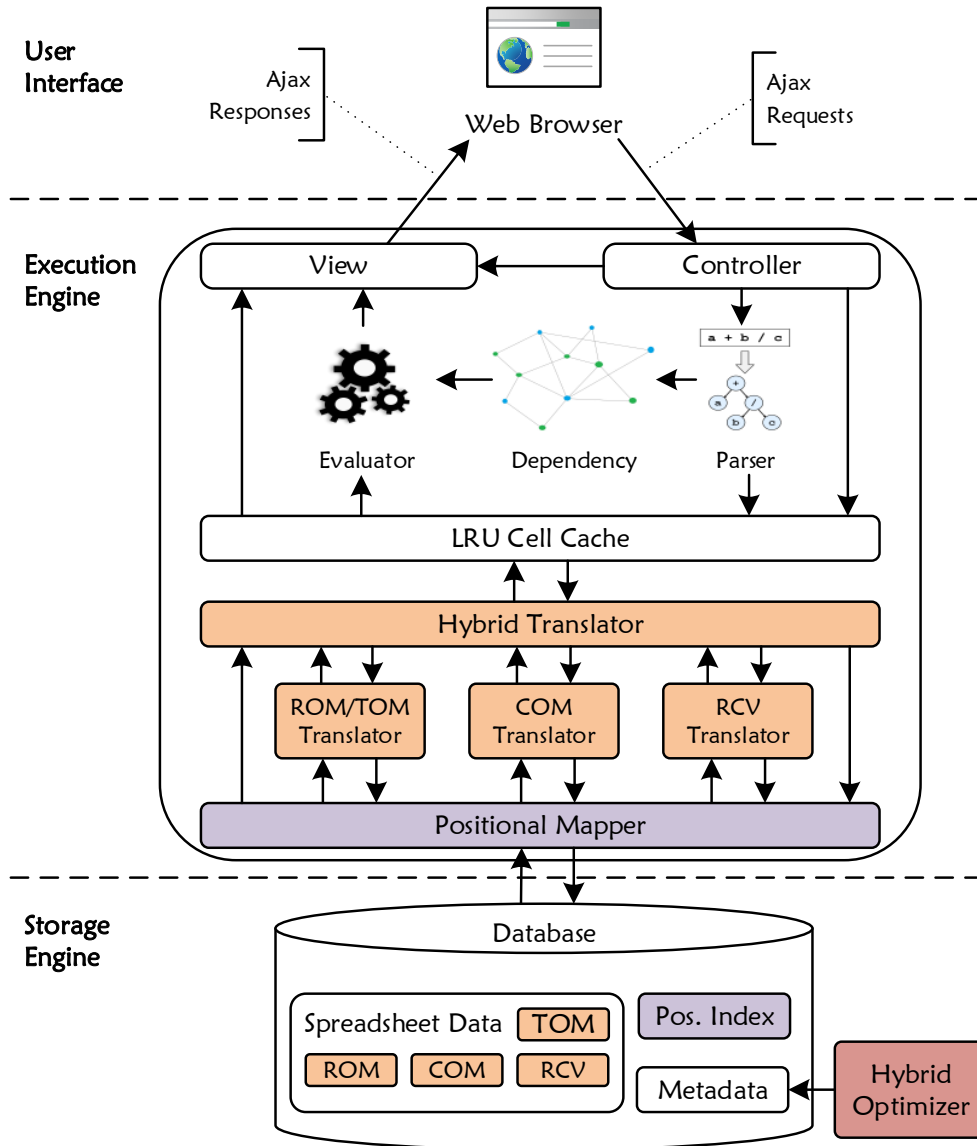 User
Interface
Ajax
Responses
Web Browser
Ajax
Requests
Execution
Engine
View
Controller
a + b / c
+
a
/
b
c
Evaluator
Dependency
Parser
LRU Cell Cache
Hybrid Translator
ROM/TOM
Translator
COM
Translator
RCV
Translator
Positional Mapper
Storage
Engine
Database
Spreadsheet Data
TOM
ROM
COM
RCV
Pos. Index
Metadata
Hybrid
Optimizer